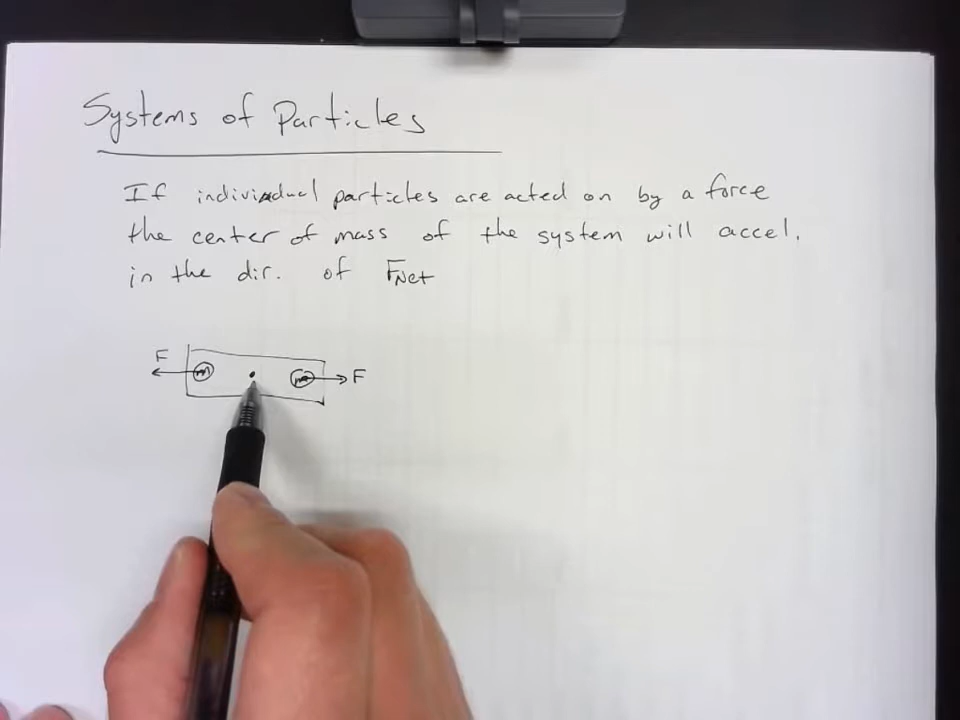 Systems of Particles
If individual particles are acted on by a force
the center of mass of the system will accel.
in the dir. of FNet
F m m F